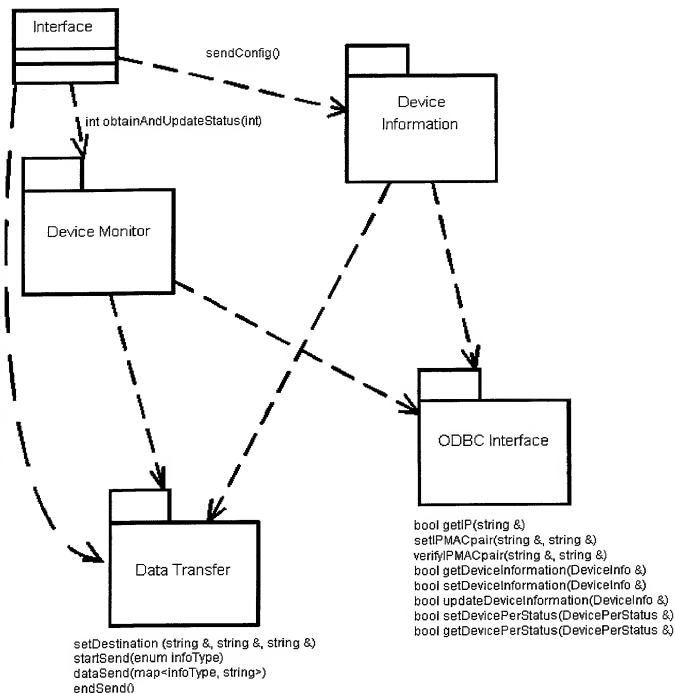 Interface
sendConfig()
Device
Information
int obtainAndUpdateStatus(int)
Device Monitor
ODBC Interface
bool getIP(string &)
setIPMACpair(string &, string &)
verifyIPMACpair(string &, string &)
bool getDeviceInformation(DeviceInfo &)
bool setDeviceInformation(DeviceInfo &)
bool updateDeviceInformation(DeviceInfo &)
bool setDevicePerStatus(DevicePerStatus &)
bool getDevicePerStatus(DevicePerStatus &)
Data Transfer
setDestination (string &, string &, string &)
startSend(enum infoType)
dataSend(map<infoType, string>)
endSend()